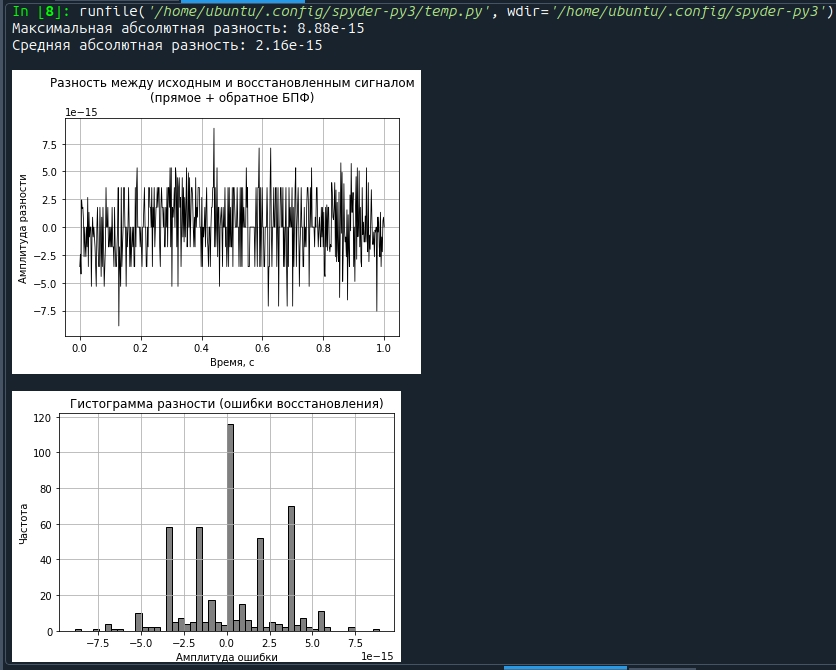 In [8]: runfile('/home/ubuntu/.config/spyder-py3/temp.py', wdir='/home/ubuntu/.config/spyder-py3')
Максимальная абсолютная разность: 8.88e-15
Средняя абсолютная разность: 2.16e-15
Разность между исходным и восстановленным сигналом
(прямое + обратное БПФ)
1e−15
7.5
5.0
2.5
0.0
−2.5
−5.0
−7.5
Амплитуда разности
0.0 0.2 0.4 0.6 0.8 1.0
Время, с
Гистограмма разности (ошибки восстановления)
120
100
80
60
40
20
0
Частота
−7.5 −5.0 −2.5 0.0 2.5 5.0 7.5
Амплитуда ошибки 1e−15